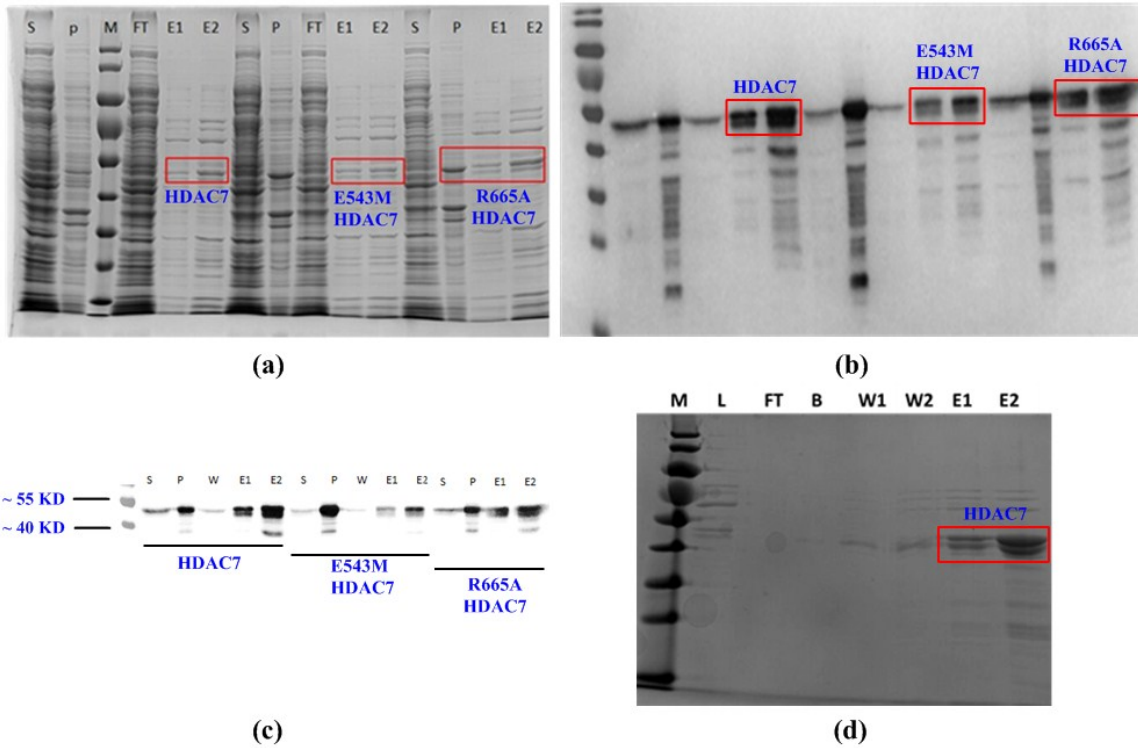 S p M FT E1 E2 S P FT E1 E2 S P E1 E2
HDAC7
E543M
HDAC7
R665A
HDAC7
(a)
HDAC7
E543M
HDAC7
R665A
HDAC7
(b)
S P W E1 E2 S P W E1 E2 S P E1 E2
~ 55 KD
~ 40 KD
HDAC7
E543M
HDAC7
R665A
HDAC7
(c)
M L FT B W1 W2 E1 E2
HDAC7
(d)